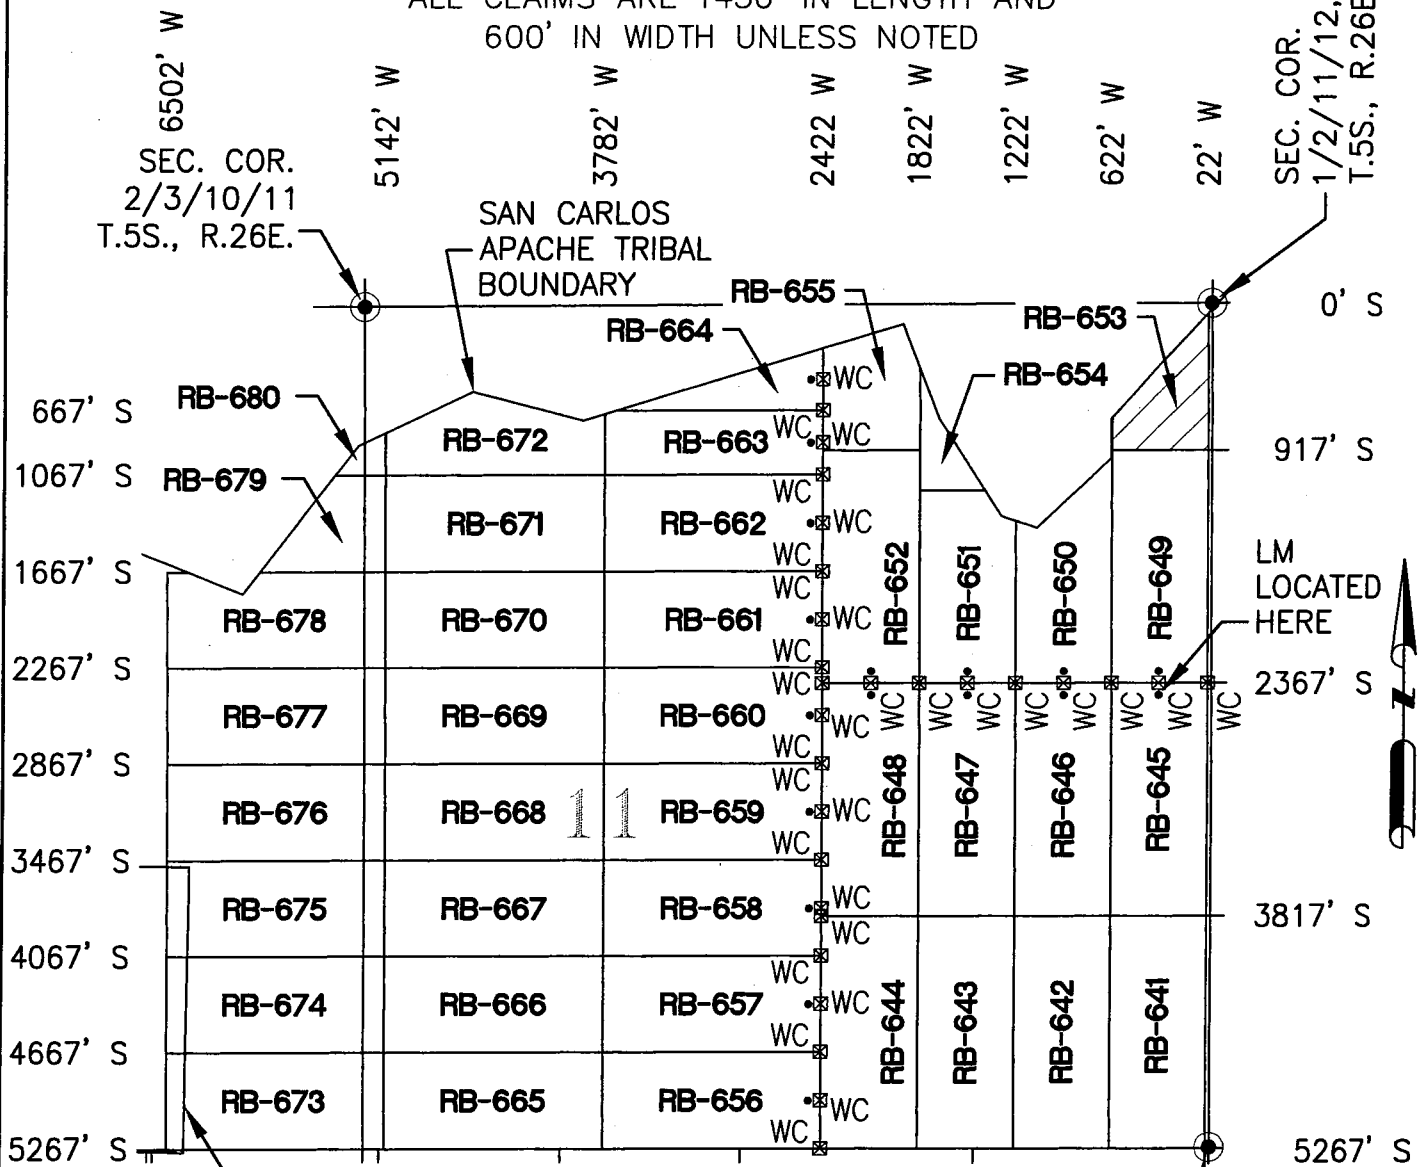 600' IN WIDTH UNLESS NOTED
6502' W
5142' W
3782' W
2422 W
1822' W
1222' W
622' W
22' W
SEC. COR.
1/2/11/12,
T.5S., R.26E
SEC. COR.
2/3/10/11
T.5S., R.26E.
SAN CARLOS
APACHE TRIBAL
BOUNDARY
RB-655
RB-653
0' S
RB-664
RB-654
WC
667' S
RB-680
RB-672
RB-663
WC
WC
917' S
1067' S
RB-679
WC
RB-671
RB-662
WC
WC
RB-652
RB-651
RB-650
RB-649
LM
LOCATED
HERE
1667' S
WC
RB-678
RB-670
RB-661
WC
WC
2267' S
WC
2367' S
WC
WC
WC
WC
WC
WC
WC
WC
RB-677
RB-669
RB-660
WC
WC
2867' S
WC
RB-648
RB-647
RB-646
RB-645
RB-676
RB-668
11
RB-659
WC
WC
3467' S
N
RB-675
RB-667
RB-658
WC
WC
3817' S
4067' S
WC
RB-674
RB-666
RB-657
WC
WC
RB-644
RB-643
RB-642
RB-641
4667' S
RB-673
RB-665
RB-656
WC
WC
5267' S
5267' S